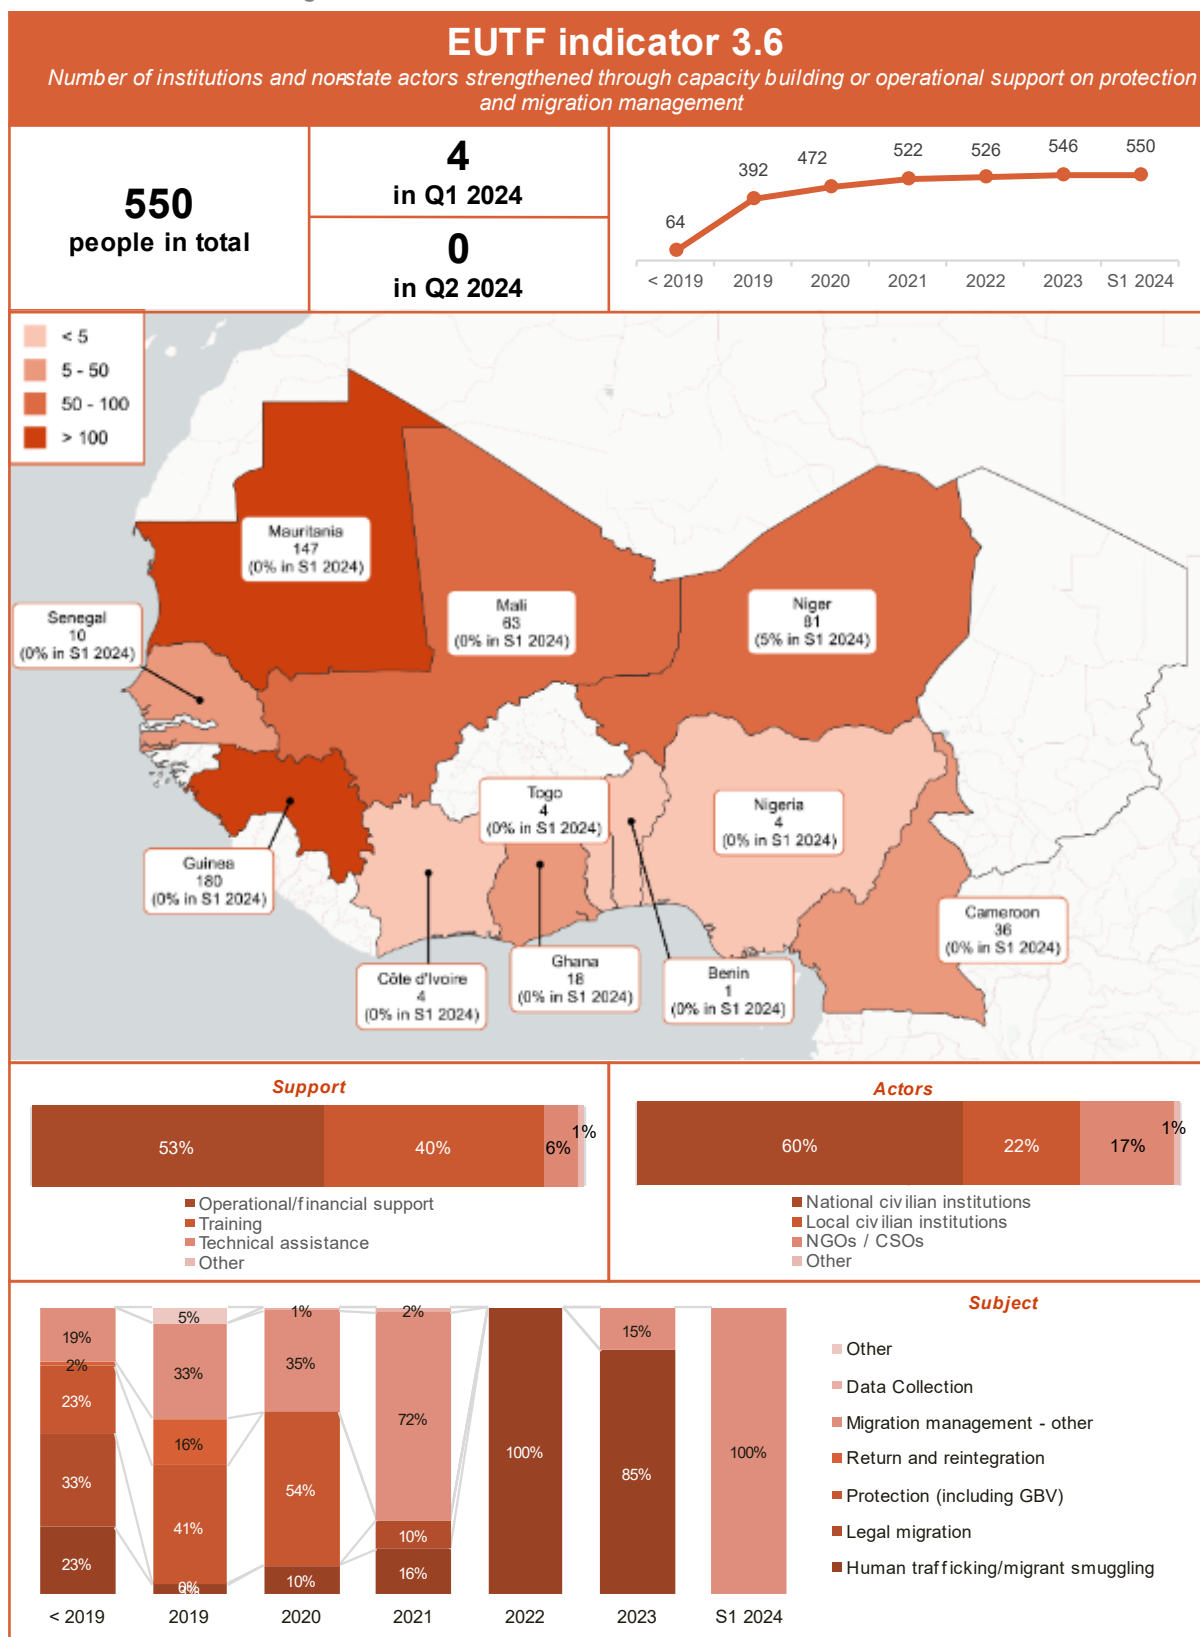 EUTF indicator 3.6
Number of institutions and non-state actors strengthened through capacity building or operational support on protection
and migration management
550
people in total
4
in Q1 2024
0
in Q2 2024
64
392
472
522
526
546
550
< 2019
2019
2020
2021
2022
2023
S1 2024
< 5
5 - 50
50 - 100
> 100
Mauritania
147
(0% in S1 2024)
Mali
63
(0% in S1 2024)
Niger
81
(5% in S1 2024)
Senegal
10
(0% in S1 2024)
Togo
4
(0% in S1 2024)
Nigeria
4
(0% in S1 2024)
Guinea
180
(0% in S1 2024)
Cameroon
36
(0% in S1 2024)
Côte d'Ivoire
4
(0% in S1 2024)
Ghana
18
(0% in S1 2024)
Benin
1
(0% in S1 2024)
Support
53%
40%
6%
1%
Operational/financial support
Training
Technical assistance
Other
Actors
60%
22%
17%
1%
National civilian institutions
Local civilian institutions
NGOs / CSOs
Other
19%
2%
23%
33%
23%
5%
33%
16%
41%
0%
1%
35%
54%
10%
2%
72%
10%
16%
100%
15%
85%
100%
< 2019
2019
2020
2021
2022
2023
S1 2024
Subject
Other
Data Collection
Migration management - other
Return and reintegration
Protection (including GBV)
Legal migration
Human trafficking/migrant smuggling